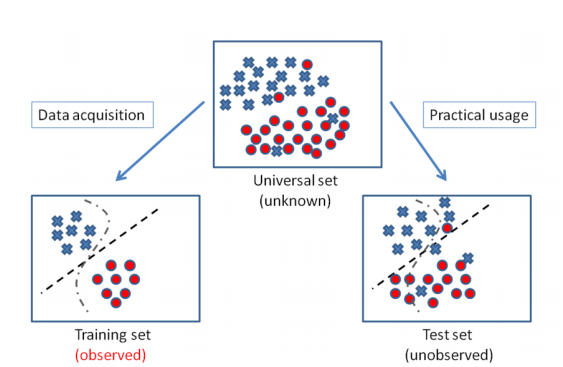 Data acquisition
Practical usage
Universal set
(unknown)
Training set
(observed)
Test set
(unobserved)